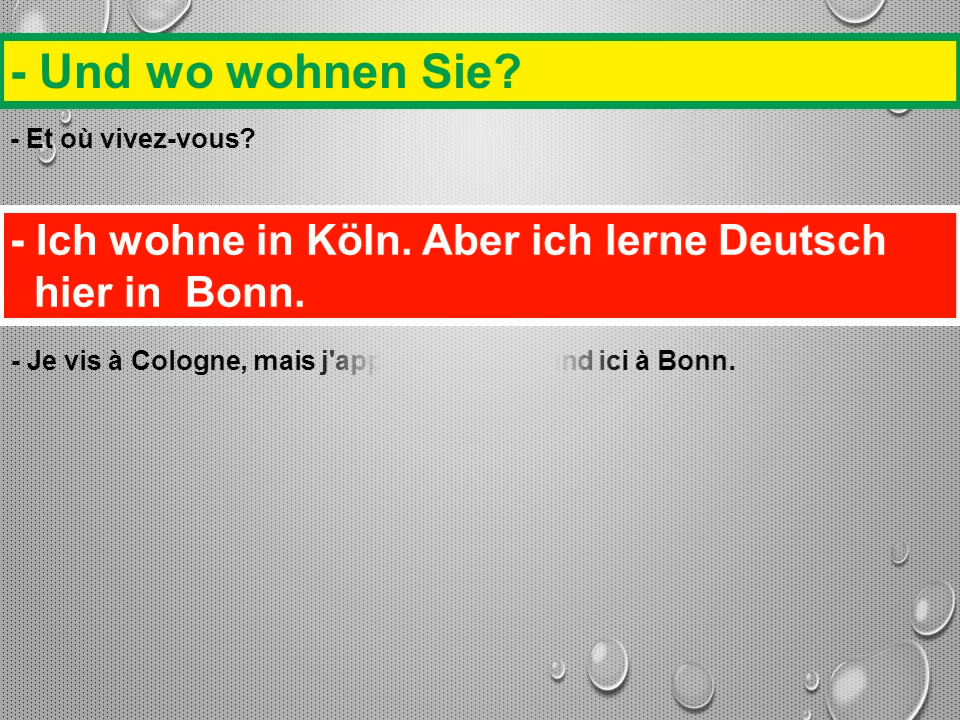 - Und wo wohnen Sie?
- Et où vivez-vous?
- Ich wohne in Köln. Aber ich lerne Deutsch
hier in Bonn.
- Je vis à Cologne, mais ici à Bonn.